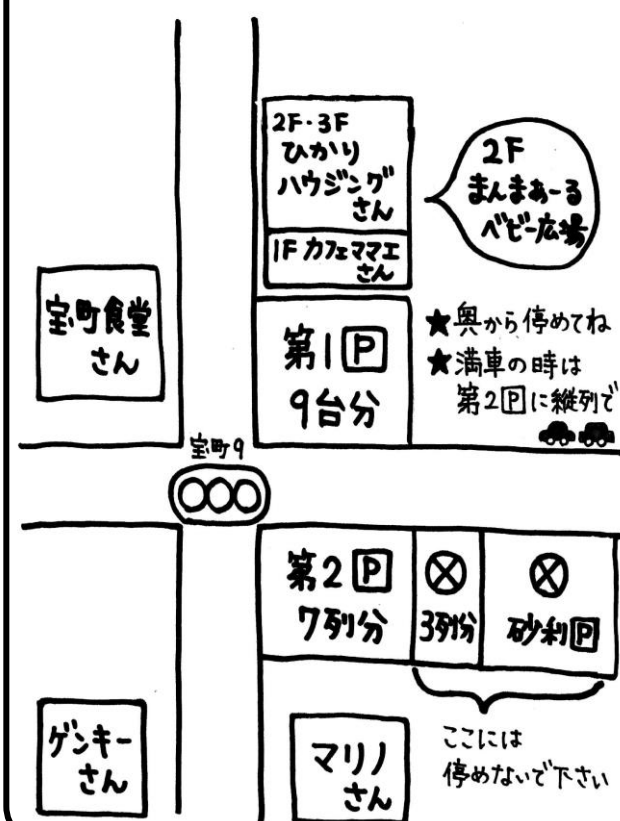 2F・3F
ひかり
ハウジング
さん
1F カフェママエ
さん
2F
まんまあーる
ベビー広場
宝町食堂
さん
第1P
9台分
★奥から停めてね
★満車の時は
第2Pに縦列で
宝町9
第2P
7列分
3列分
砂利P
ここには
停めないで下さい
ゲンキー
さん
マリノ
さん